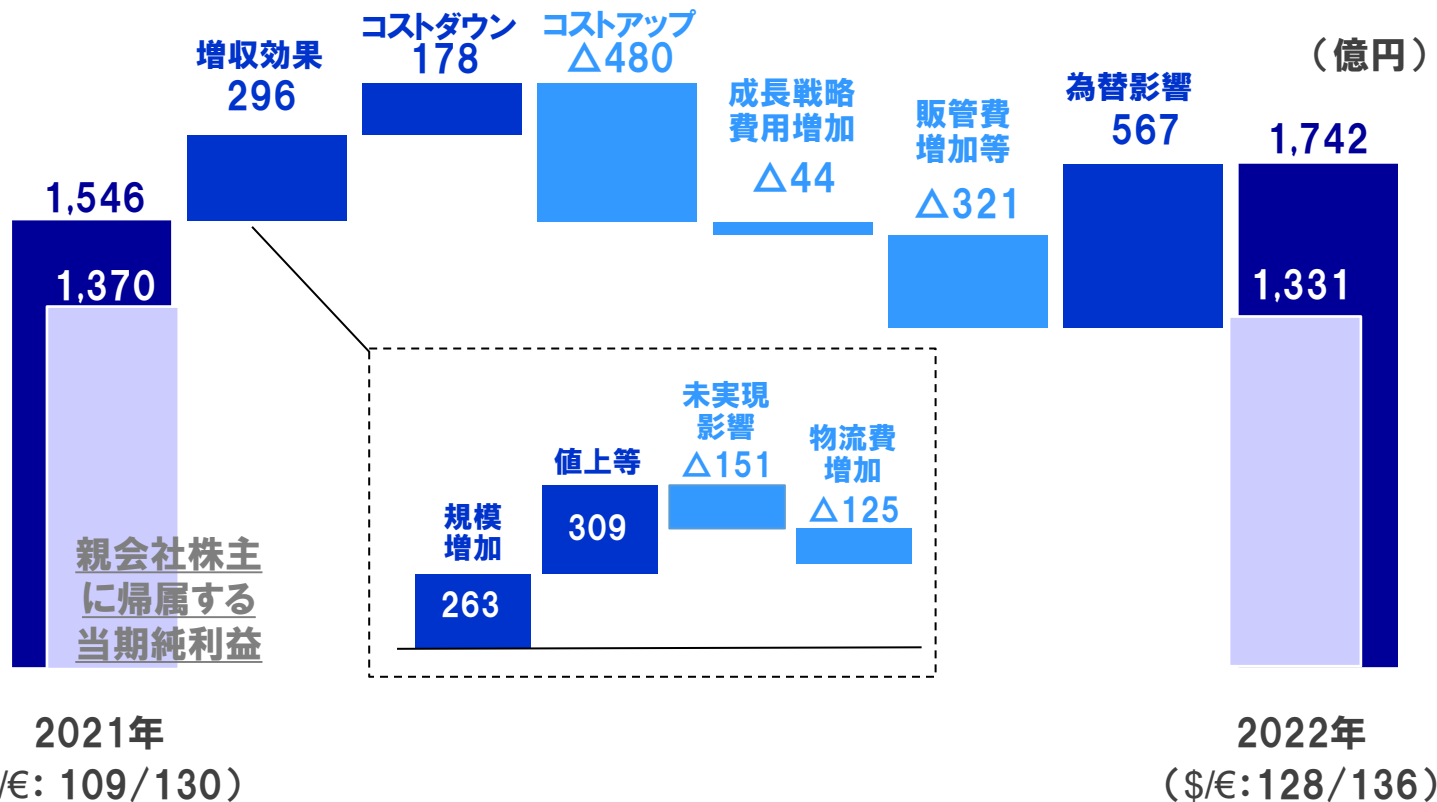 （億円）
増収効果
296
コストダウン
178
コストアップ
△480
成長戦略
費用増加
△44
販管費
増加等
△321
為替影響
567
1,546
1,370
1,742
1,331
規模
増加
263
値上等
309
未実現
影響
△151
物流費
増加
△125
親会社株主
に帰属する
当期純利益
2021年
/€: 109/130）
2022年
（$/€:128/136）